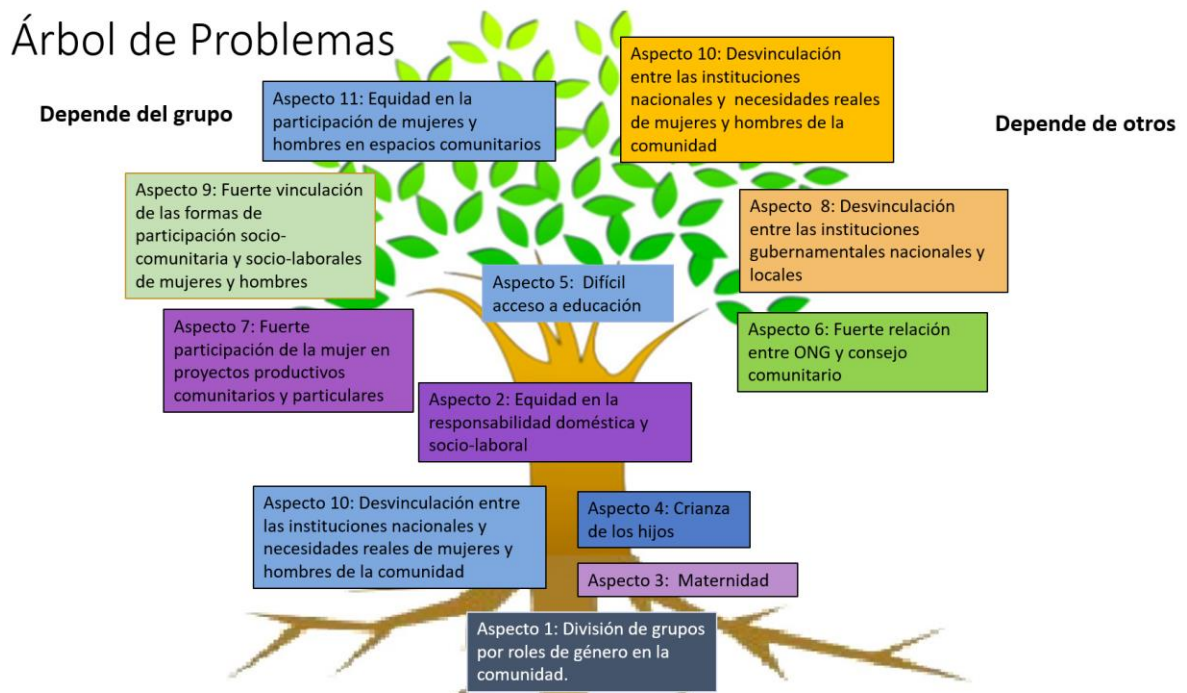 Árbol de Problemas
Depende del grupo
Aspecto 11: Equidad en la
participación de mujeres y
hombres en espacios comunitarios
Aspecto 10: Desvinculación
entre las instituciones
nacionales y necesidades reales
de mujeres y hombres de la
comunidad
Depende de otros
Aspecto 9: Fuerte vinculación
de las formas de
participación socio-
comunitaria y socio-laborales
de mujeres y hombres
Aspecto 8: Desvinculación
entre las instituciones
gubernamentales nacionales y
locales
Aspecto 5: Difícil
acceso a educación
Aspecto 7: Fuerte
participación de la mujer en
proyectos productivos
comunitarios y particulares
Aspecto 6: Fuerte relación
entre ONG y consejo
comunitario
Aspecto 2: Equidad en la
responsabilidad doméstica y
socio-laboral
Aspecto 10: Desvinculación entre
las instituciones nacionales y
necesidades reales de mujeres y
hombres de la comunidad
Aspecto 4: Crianza
de los hijos
Aspecto 3: Maternidad
Aspecto 1: División de grupos
por roles de género en la
comunidad.